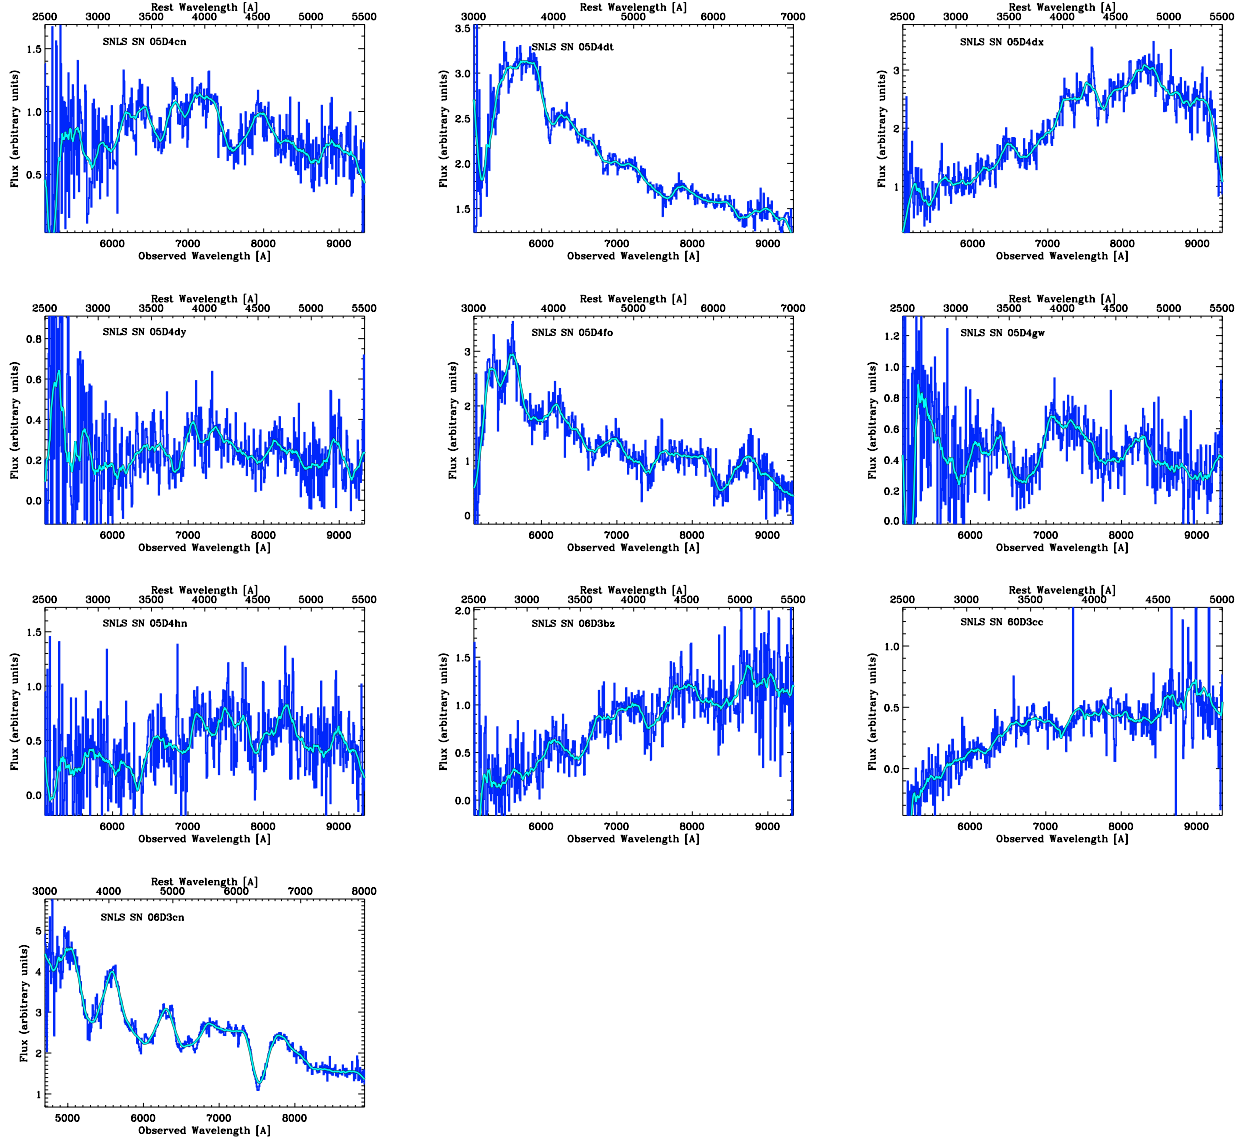 Rest Wavelength [A] Rest Wavelength [A] Rest Wavelength [A]
2500 3000 3500 4000 4500 5000 5500 3000 4000 5000 6000 7000 2500 3000 3500 4000 4500 5000 5500
SNLS SN 05D4cn SNLS SN 05D4dt SNLS SN 05D4dx
Flux (arbitrary units) Flux (arbitrary units) Flux (arbitrary units)
1.5 1.0 0.5 3.5 3.0 2.5 2.0 1.5 3 2 1
6000 7000 8000 9000 6000 7000 8000 9000 6000 7000 8000 9000
Observed Wavelength [A] Observed Wavelength [A] Observed Wavelength [A]
Rest Wavelength [A] Rest Wavelength [A] Rest Wavelength [A]
2500 3000 3500 4000 4500 5000 5500 3000 4000 5000 6000 7000 2500 3000 3500 4000 4500 5000 5500
SNLS SN 05D4dy SNLS SN 05D4fo SNLS SN 05D4gw
Flux (arbitrary units) Flux (arbitrary units) Flux (arbitrary units)
0.8 0.6 0.4 0.2 0.0 3 2 1 0 1.2 1.0 0.8 0.6 0.4 0.2 0.0
6000 7000 8000 9000 6000 7000 8000 9000 6000 7000 8000 9000
Observed Wavelength [A] Observed Wavelength [A] Observed Wavelength [A]
Rest Wavelength [A] Rest Wavelength [A] Rest Wavelength [A]
2500 3000 3500 4000 4500 5000 5500 2500 3000 3500 4000 4500 5000 5500 2500 3000 3500 4000 4500 5000
SNLS SN 05D4hn SNLS SN 06D3bz SNLS SN 60D3cc
Flux (arbitrary units) Flux (arbitrary units) Flux (arbitrary units)
1.5 1.0 0.5 0.0 2.0 1.5 1.0 0.5 0.0 1.0 0.5 0.0
6000 7000 8000 9000 6000 7000 8000 9000 6000 7000 8000 9000
Observed Wavelength [A] Observed Wavelength [A] Observed Wavelength [A]
Rest Wavelength [A]
3000 4000 5000 6000 7000 8000
SNLS SN 06D3cn
Flux (arbitrary units)
5 4 3 2 1
5000 6000 7000 8000
Observed Wavelength [A]